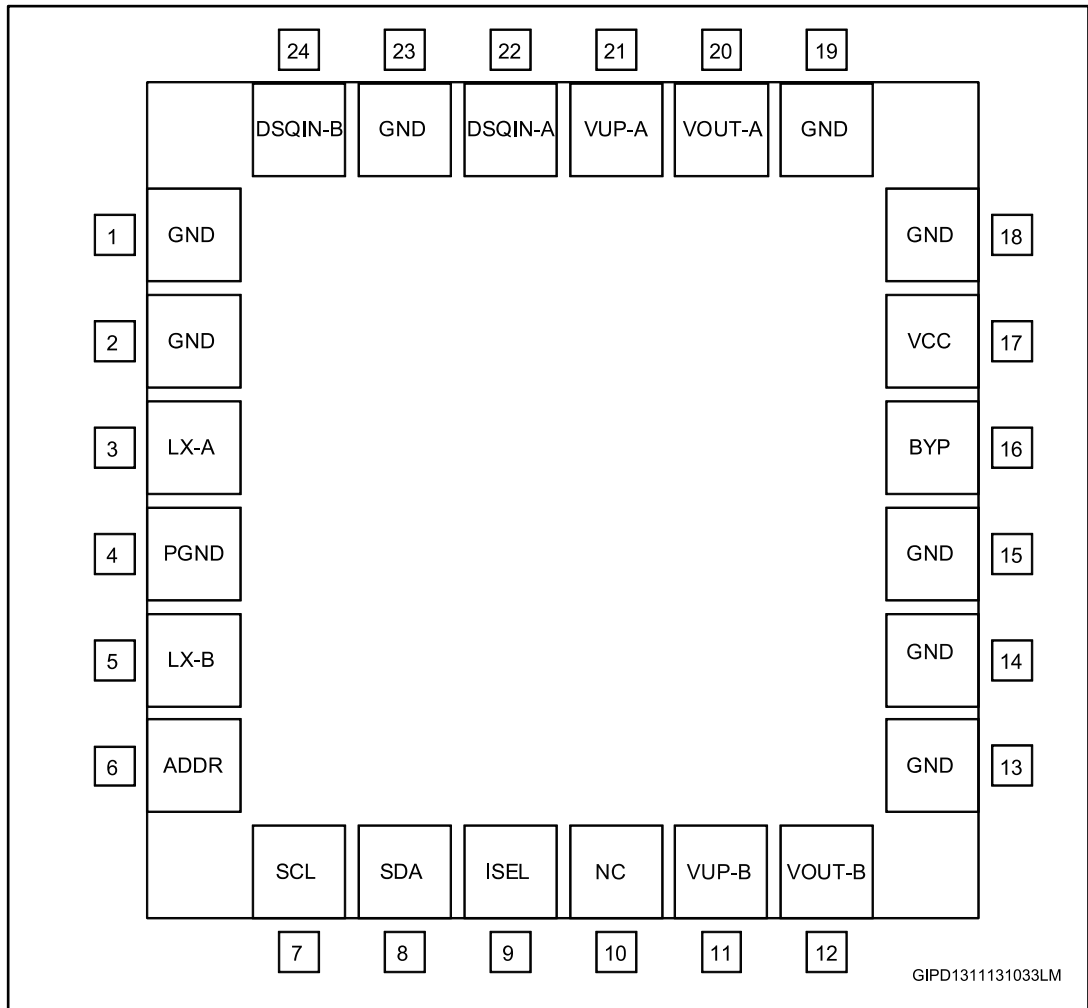 24 23 22 21 20 19
DSQIN-B GND DSQIN-A VUP-A VOUT-A GND
1 GND GND 18
2 GND VCC 17
3 LX-A BYP 16
4 PGND GND 15
5 LX-B GND 14
6 ADDR GND 13
SCL SDA ISEL NC VUP-B VOUT-B
7 8 9 10 11 12
GIPD1311131033LM